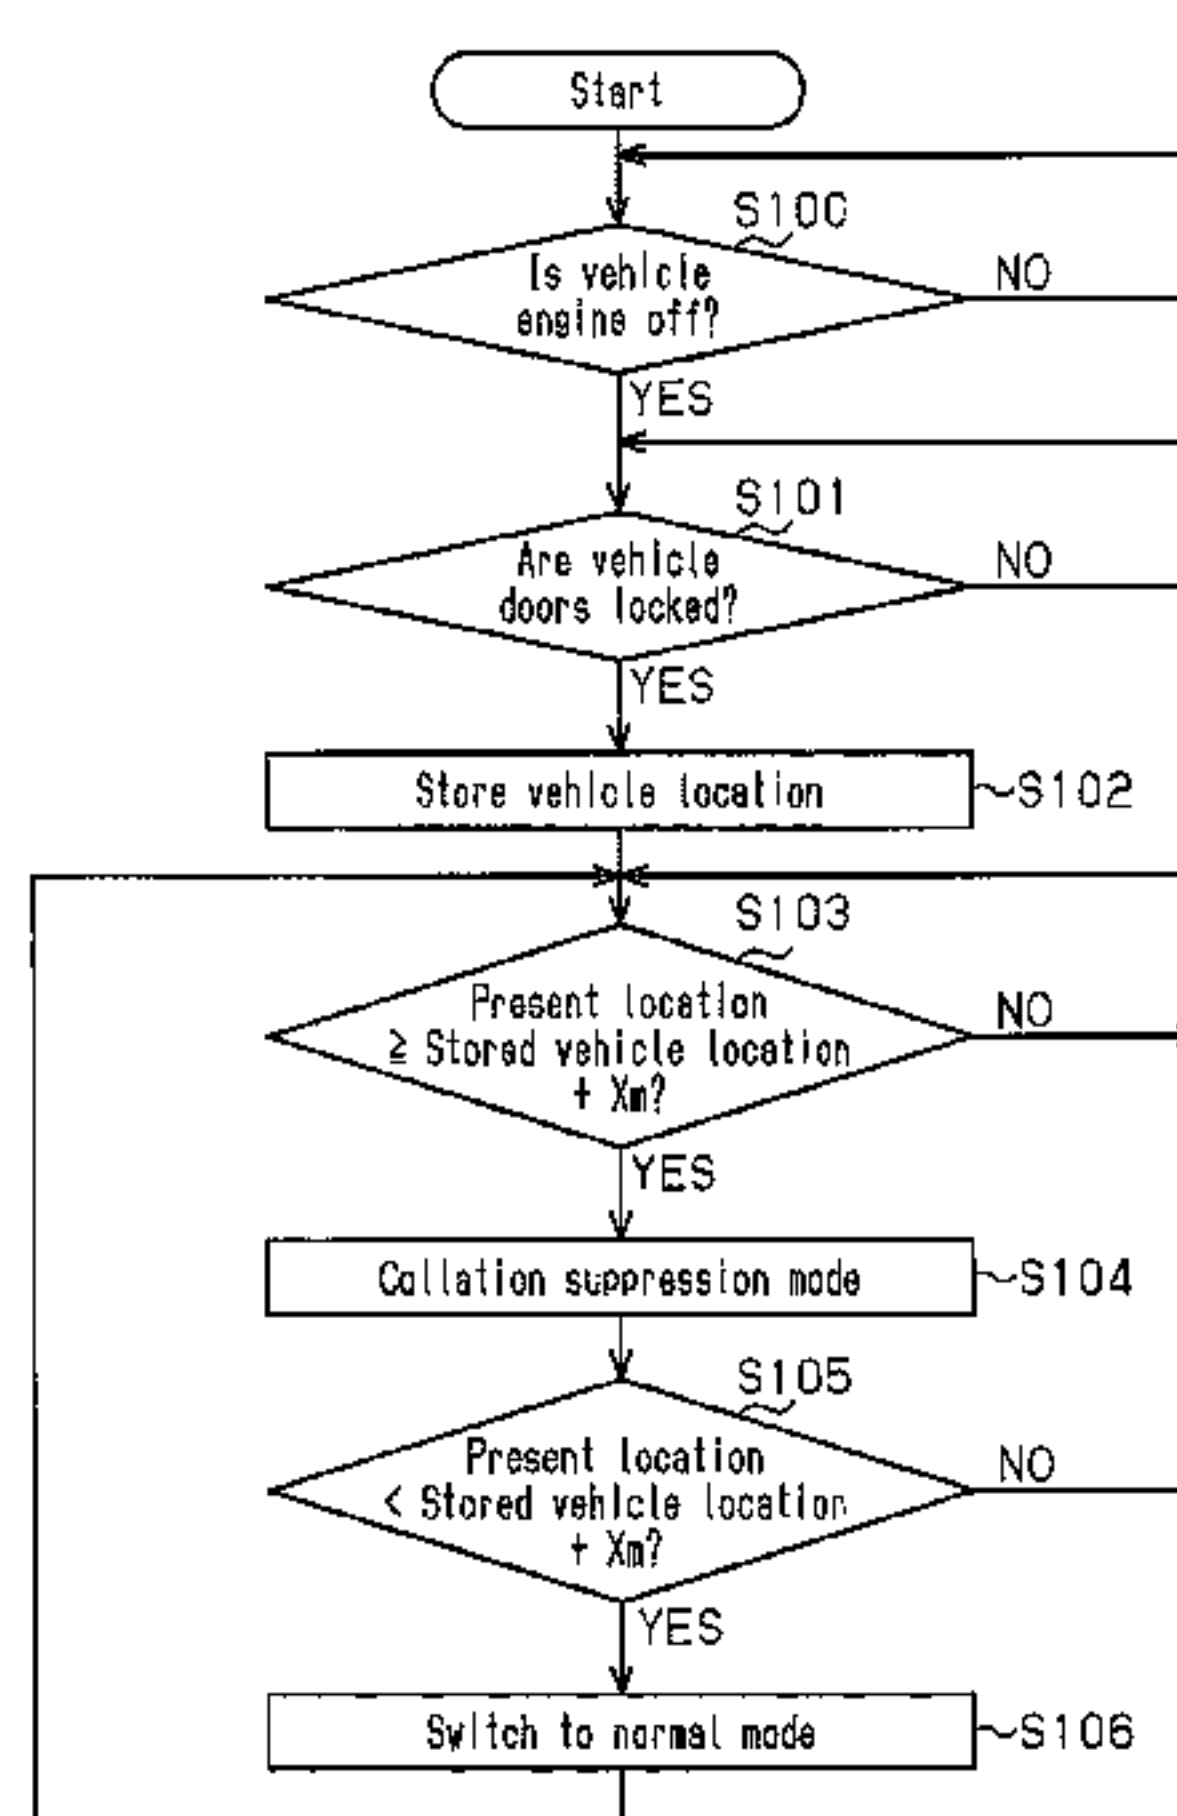 Start
S100
Is vehicle
engine off?
NO
YES
S101
Are vehicle
doors locked?
NO
YES
Store vehicle location
S102
S103
Present location
≧ Stored vehicle location
+ Xm?
NO
YES
Collation suppression mode
S104
S105
Present location
< Stored vehicle location
+ Xm?
NO
YES
Switch to normal mode
S106